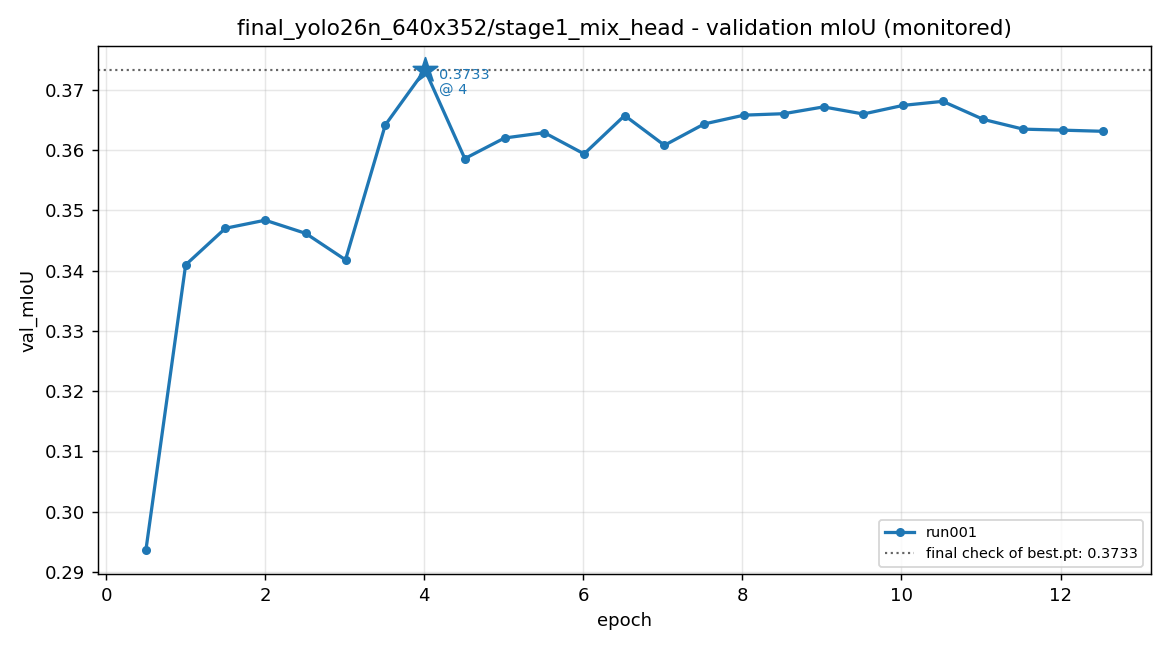 final_yolo26n_640x352/stage1_mix_head - validation mIoU (monitored)
val_mIoU
0.37
0.36
0.35
0.34
0.33
0.32
0.31
0.30
0.29
0.3733
@ 4
run001
final check of best.pt: 0.3733
0 2 4 6 8 10 12
epoch